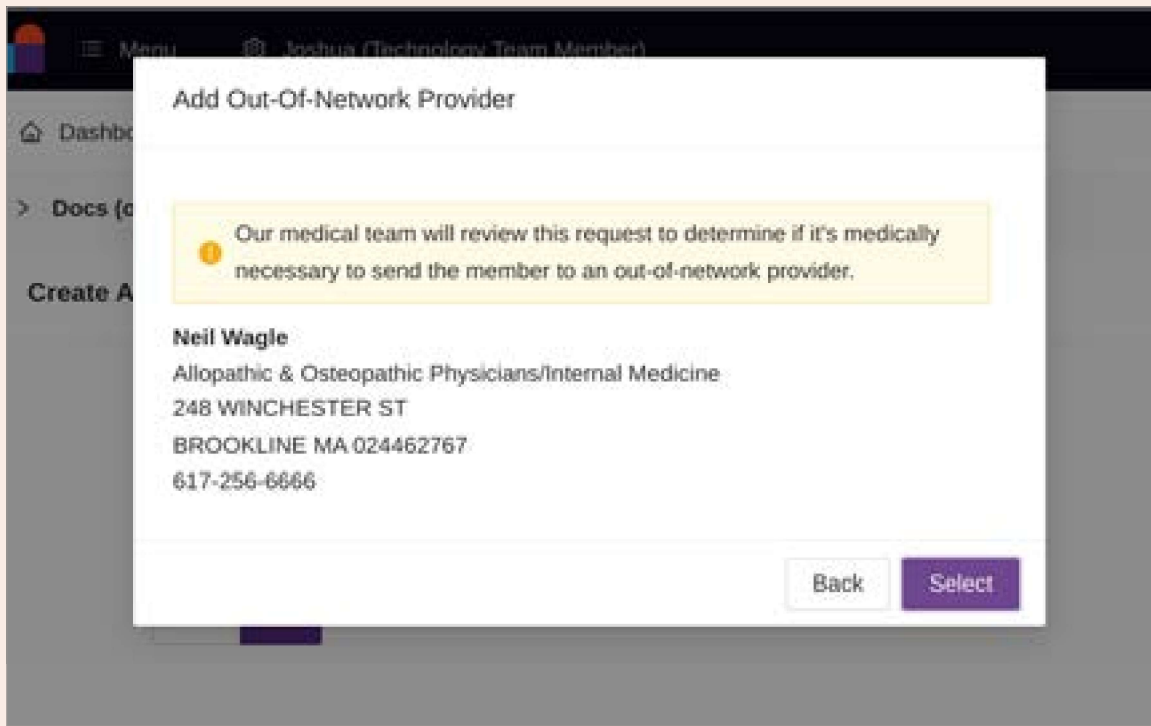 Menu
Joshua (Technology Team Member)
Add Out-Of-Network Provider
Dashbo
Docs (c
Our medical team will review this request to determine if it's medically
necessary to send the member to an out-of-network provider.
Create A
Neil Wagle
Allopathic & Osteopathic Physicians/Internal Medicine
248 WINCHESTER ST
BROOKLINE MA 024462767
617-256-6666
Back
Select